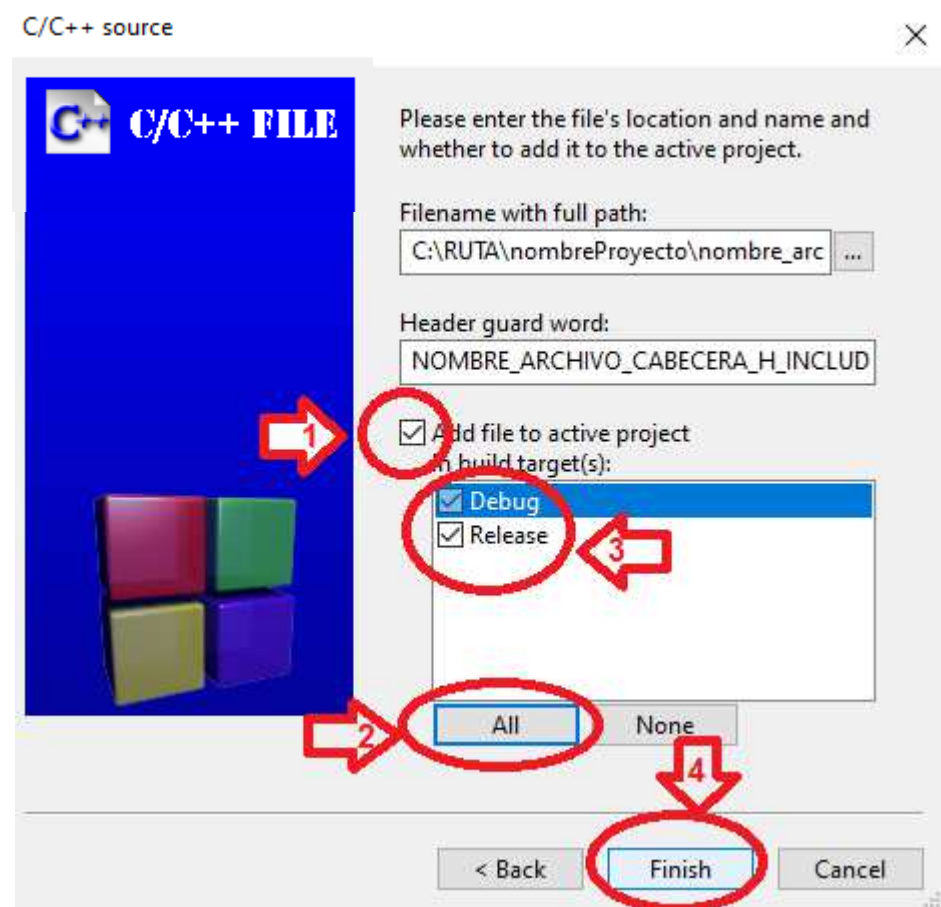 C/C++ source
C++ C/C++ FILE
Please enter the file's location and name and
whether to add it to the active project.
Filename with full path:
C:\RUTA\nombreProyecto\nombre_arc
...
Header guard word:
NOMBRE_ARCHIVO_CABECERA_H_INCLUD
1
Add file to active project
In build target(s):
Debug
Release
3
2
All
None
4
< Back
Finish
Cancel